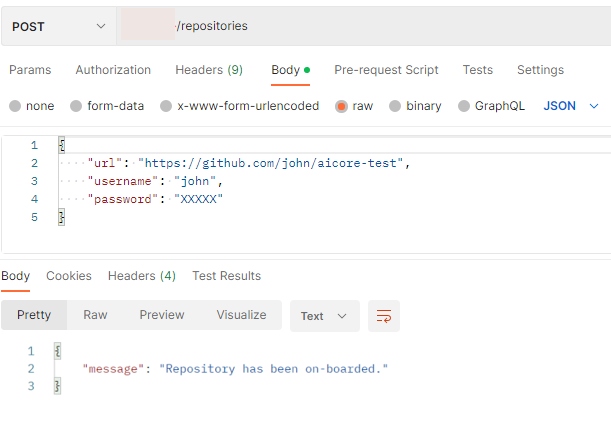 POST /repositories
Params Authorization Headers (9) Body Pre-request Script Tests Settings
none form-data x-www-form-urlencoded raw binary GraphQL JSON
1 {
2 "url": "https://github.com/john/aicore-test",
3 "username": "john",
4 "password": "XXXXX"
5 }
Body Cookies Headers (4) Test Results
Pretty Raw Preview Visualize Text
1 {
2 "message": "Repository has been on-boarded."
3 }